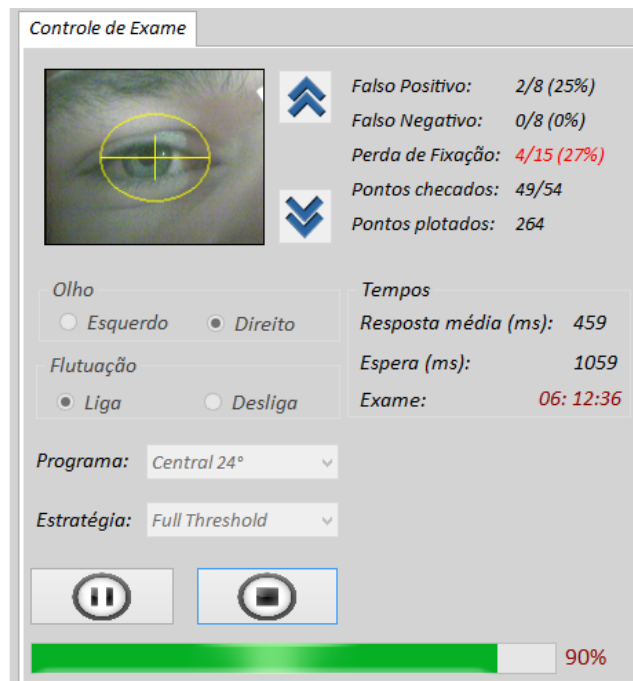 Controle de Exame
Falso Positivo: 2/8 (25%)
Falso Negativo: 0/8 (0%)
Perda de Fixação: 4/15 (27%)
Pontos checados: 49/54
Pontos plotados: 264
Olho
Esquerdo Direito
Flutuação
Liga Desliga
Tempos
Resposta média (ms): 459
Espera (ms): 1059
Exame: 06: 12:36
Programa: Central 24°
Estratégia: Full Threshold
90%